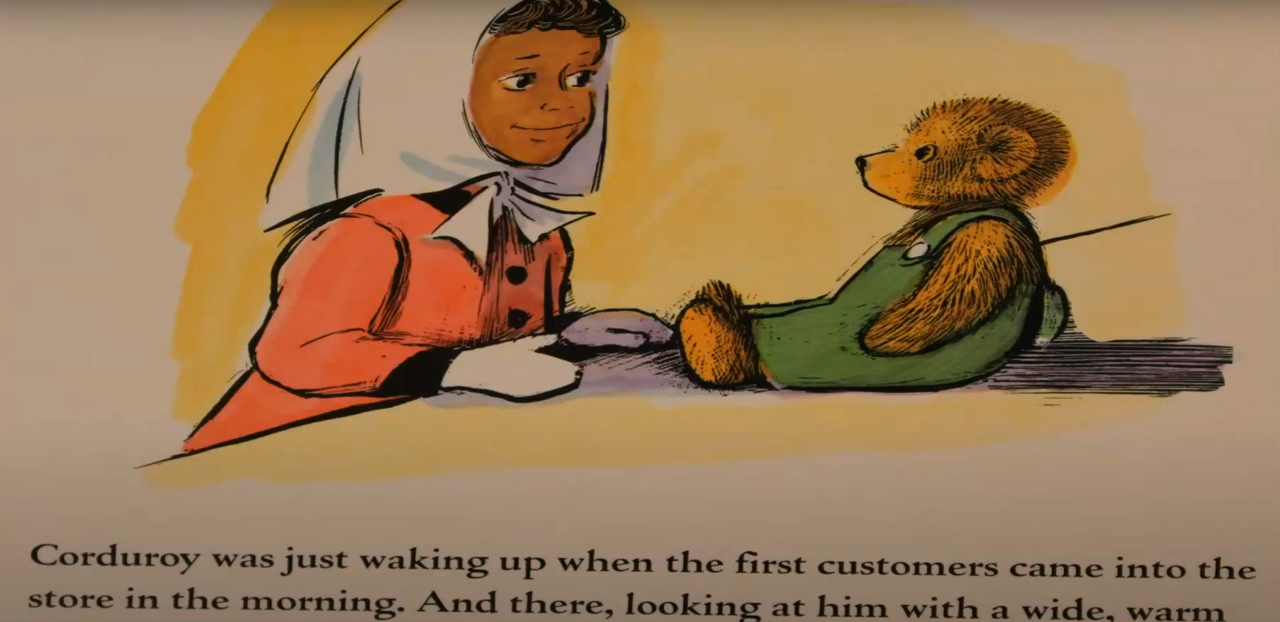 Corduroy was just waking up when the first customers came into the
store in the morning. And there, looking at him with a wide, warm